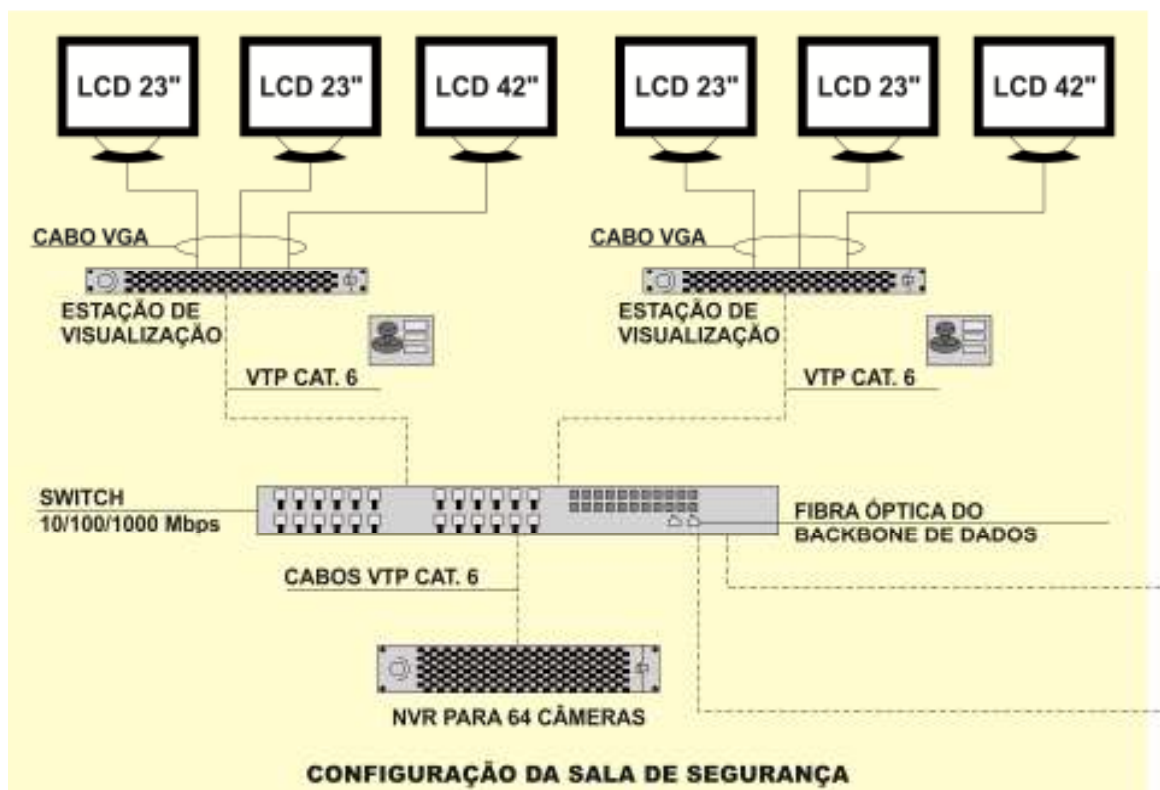 LCD 23"
LCD 23"
LCD 42"
LCD 23"
LCD 23"
LCD 42"
CABO VGA
CABO VGA
ESTAÇÃO DE
VISUALIZAÇÃO
ESTAÇÃO DE
VISUALIZAÇÃO
VTP CAT. 6
VTP CAT. 6
SWITCH
10/100/1000 Mbps
FIBRA ÓPTICA DO
BACKBONE DE DADOS
CABOS VTP CAT. 6
NVR PARA 64 CÂMERAS
CONFIGURAÇÃO DA SALA DE SEGURANÇA